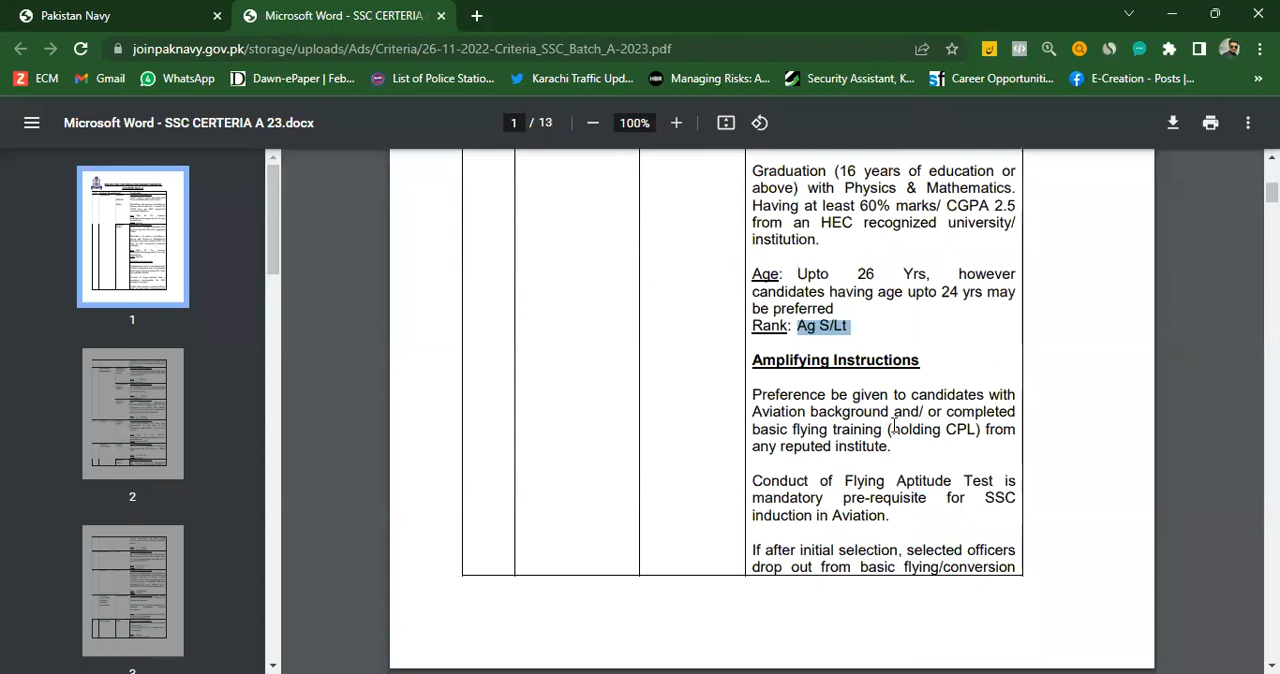 Pakistan Navy
Microsoft Word - SSC CERTERIA
joinpaknavy.gov.pk/storage/uploads/Ads/Criteria/26-11-2022-Criteria_SSC_Batch_A-2023.pdf
ECM
Gmail
WhatsApp
Dawn-ePaper | Feb...
List of Police Statio...
Karachi Traffic Upd...
Managing Risks: A...
Security Assistant, K...
Career Opportuniti...
E-Creation - Posts |...
Microsoft Word - SSC CERTERIA A 23.docx
1 / 13
100%
1
2
3
Graduation (16 years of education or
above) with Physics & Mathematics.
Having at least 60% marks/ CGPA 2.5
from an HEC recognized university/
institution.
Age: Upto 26 Yrs, however
candidates having age upto 24 yrs may
be preferred
Rank: Ag S/Lt
Amplifying Instructions
Preference be given to candidates with
Aviation background and/ or completed
basic flying training (holding CPL) from
any reputed institute.
Conduct of Flying Aptitude Test is
mandatory pre-requisite for SSC
induction in Aviation.
If after initial selection, selected officers
drop out from basic flying/conversion